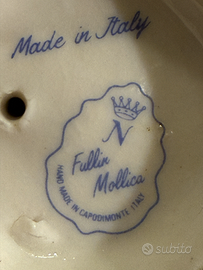 Made in Italy
N
Fullin
Mollica
HAND MADE IN CAPODIMONTE ITALY
subito